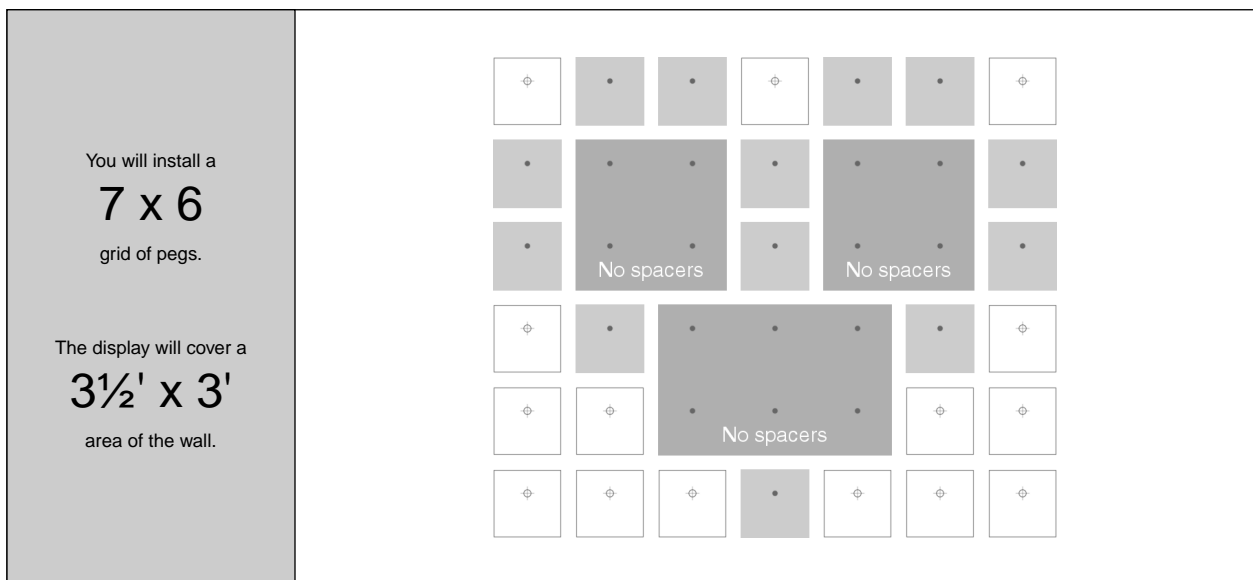 You will install a
7 x 6
grid of pegs.
The display will cover a
3½' x 3'
area of the wall.
No spacers
No spacers
No spacers